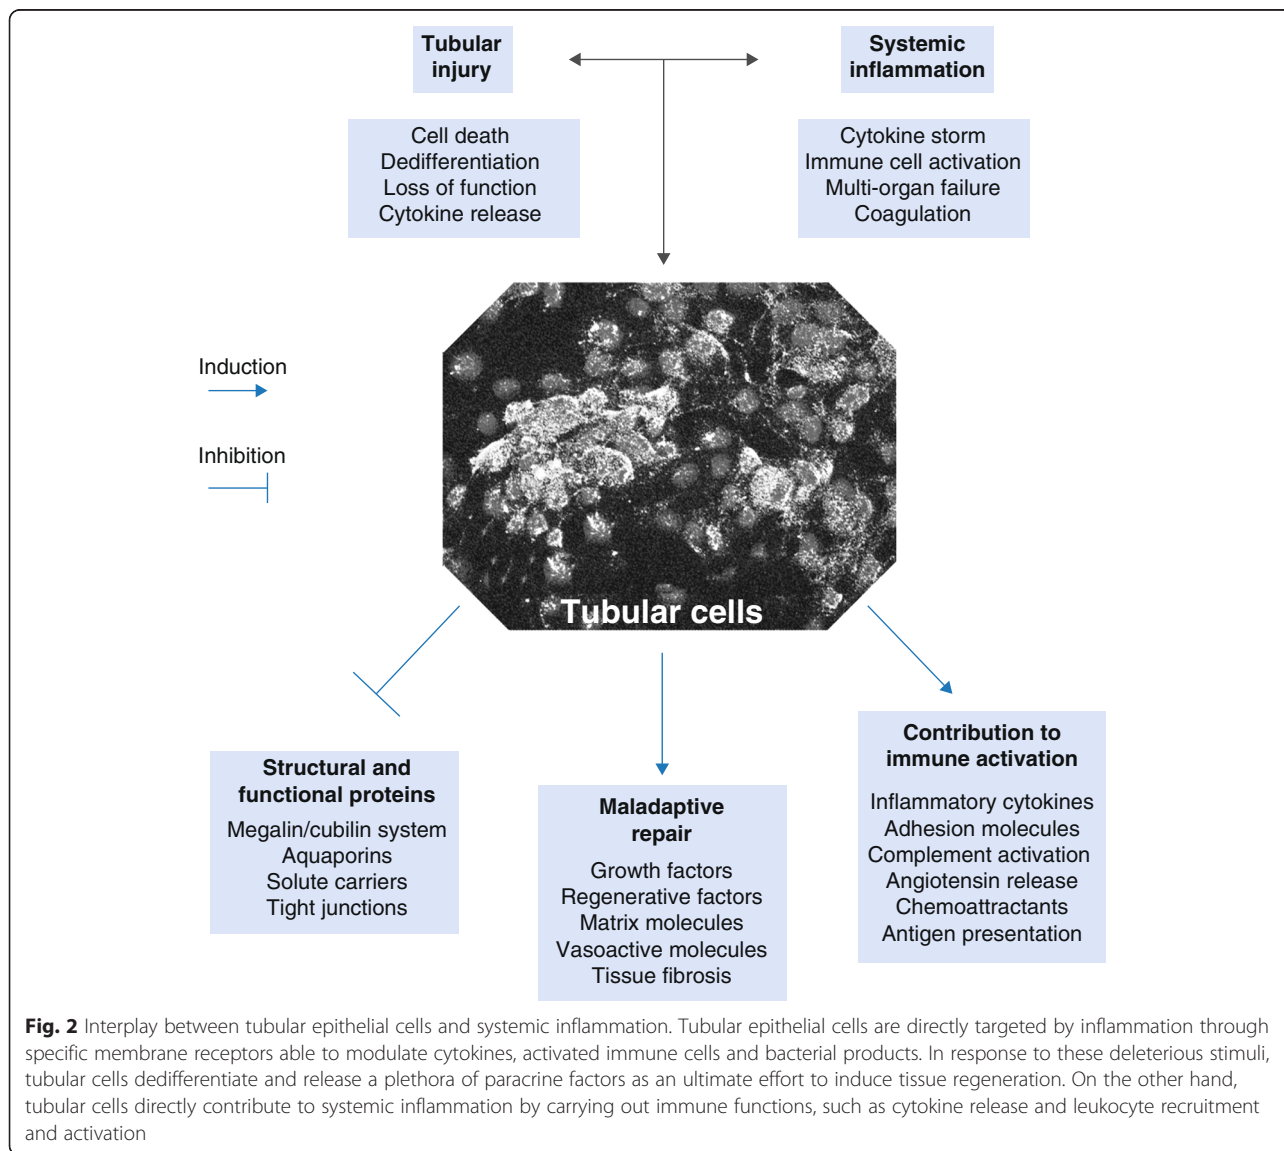 Tubular
injury
Systemic
inflammation
Cell death
Dedifferentiation
Loss of function
Cytokine release
Cytokine storm
Immune cell activation
Multi-organ failure
Coagulation
Induction
Inhibition
Tubular cells
Structural and
functional proteins
Megalin/cubilin system
Aquaporins
Solute carriers
Tight junctions
Maladaptive
repair
Growth factors
Regenerative factors
Matrix molecules
Vasoactive molecules
Tissue fibrosis
Contribution to
immune activation
Inflammatory cytokines
Adhesion molecules
Complement activation
Angiotensin release
Chemoattractants
Antigen presentation
Fig. 2 Interplay between tubular epithelial cells and systemic inflammation. Tubular epithelial cells are directly targeted by inflammation through
specific membrane receptors able to modulate cytokines, activated immune cells and bacterial products. In response to these deleterious stimuli,
tubular cells dedifferentiate and release a plethora of paracrine factors as an ultimate effort to induce tissue regeneration. On the other hand,
tubular cells directly contribute to systemic inflammation by carrying out immune functions, such as cytokine release and leukocyte recruitment
and activation